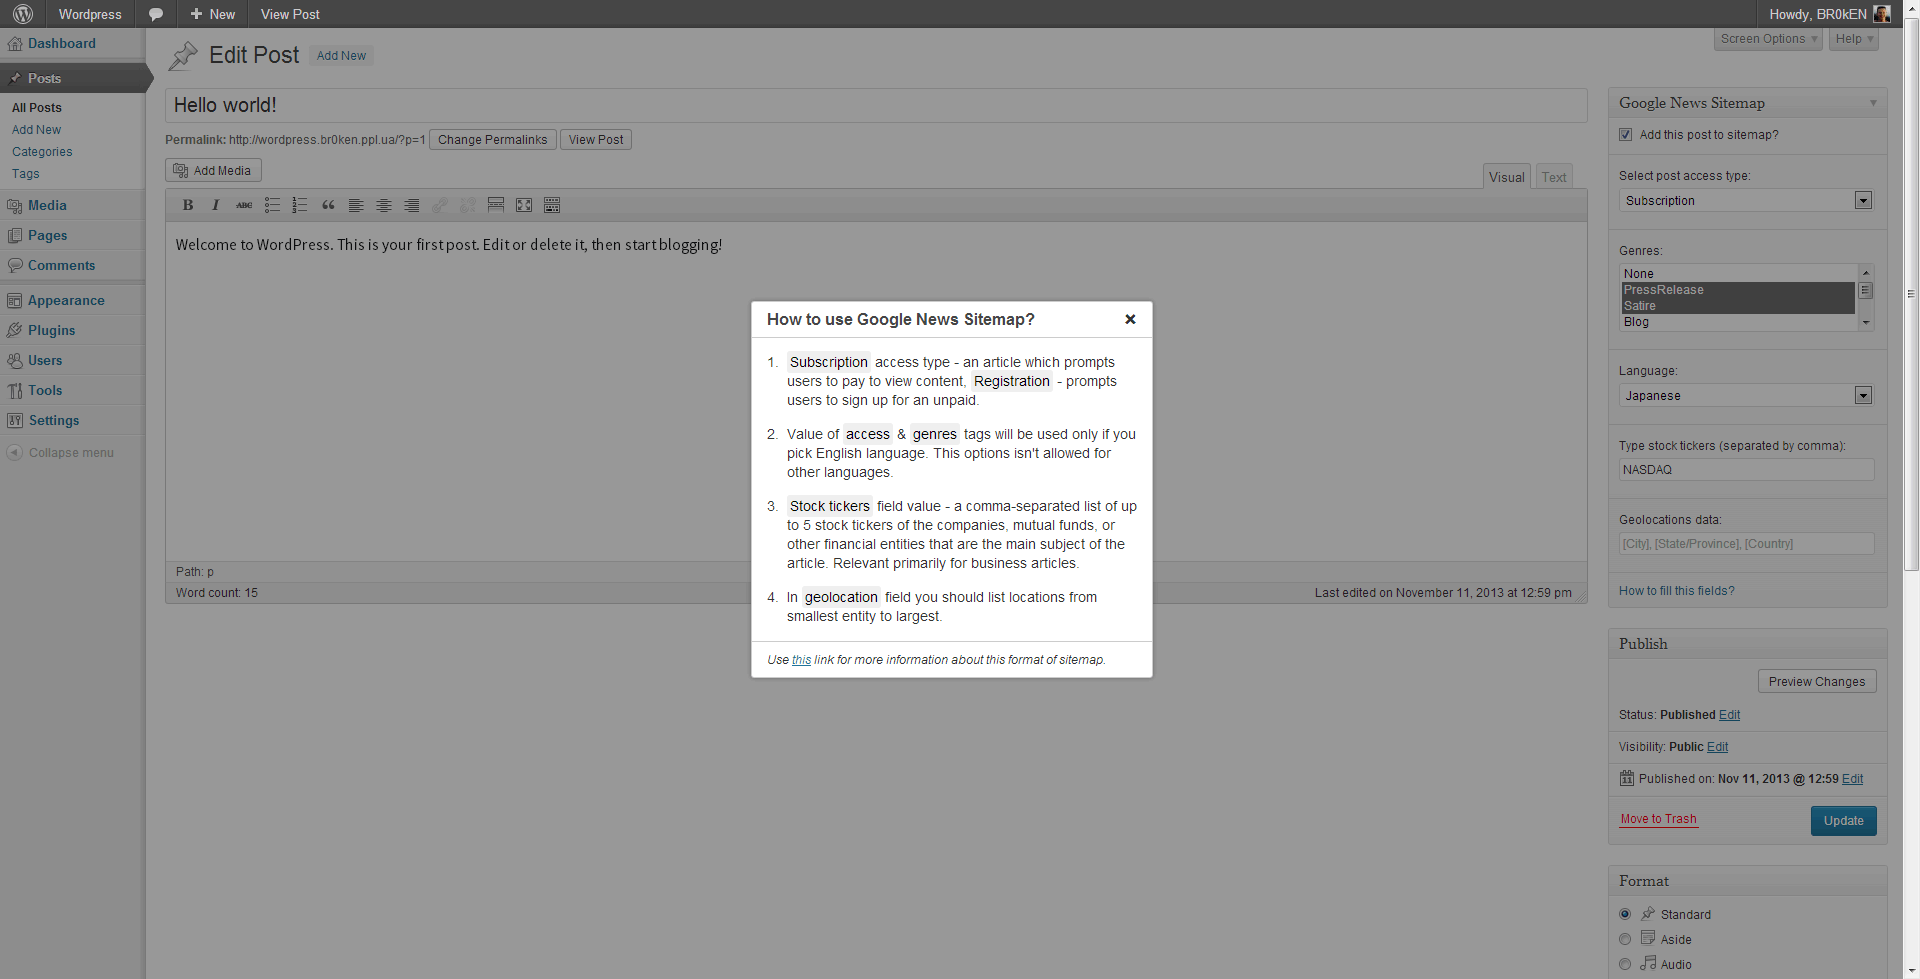 Wordpress
New
View Post
Howdy, BR0kEN
Dashboard
Posts
All Posts
Add New
Categories
Tags
Media
Pages
Comments
Appearance
Plugins
Users
Tools
Settings
Collapse menu
Edit Post
Add New
Screen Options
Help
Hello world!
Permalink: http://wordpress.br0ken.ppl.ua/?p=1
Change Permalinks
View Post
Add Media
Visual
Text
B
I
ABC
Welcome to WordPress. This is your first post. Edit or delete it, then start blogging!
Path: p
Word count: 15
Last edited on November 11, 2013 at 12:59 pm
How to use Google News Sitemap?
1. Subscription access type - an article which prompts
users to pay to view content, Registration - prompts
users to sign up for an unpaid.
2. Value of access & genres tags will be used only if you
pick English language. This options isn't allowed for
other languages.
3. Stock tickers field value - a comma-separated list of up
to 5 stock tickers of the companies, mutual funds, or
other financial entities that are the main subject of the
article. Relevant primarily for business articles.
4. In geolocation field you should list locations from
smallest entity to largest.
Use this link for more information about this format of sitemap.
Google News Sitemap
Add this post to sitemap?
Select post access type:
Subscription
Genres:
None
PressRelease
Satire
Blog
Language:
Japanese
Type stock tickers (separated by comma):
NASDAQ
Geolocations data:
[City], [State/Province], [Country]
How to fill this fields?
Publish
Preview Changes
Status: Published Edit
Visibility: Public Edit
11
Published on: Nov 11, 2013 @ 12:59 Edit
Move to Trash
Update
Format
Standard
Aside
Audio